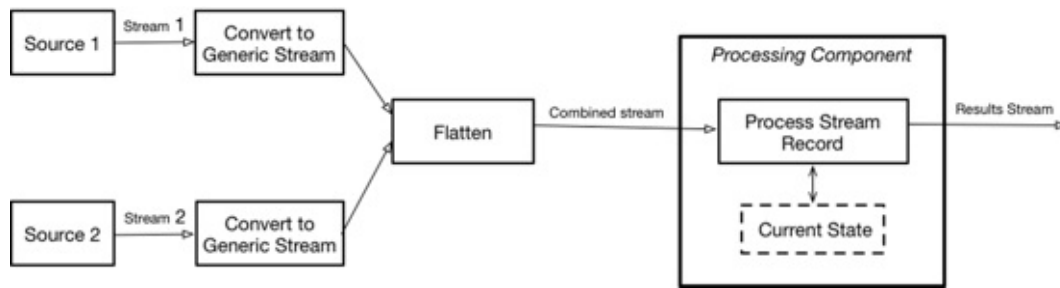 Source 1
Stream 1
Convert to
Generic Stream
Source 2
Stream 2
Convert to
Generic Stream
Flatten
Combined stream
Processing Component
Process Stream
Record
Current State
Results Stream